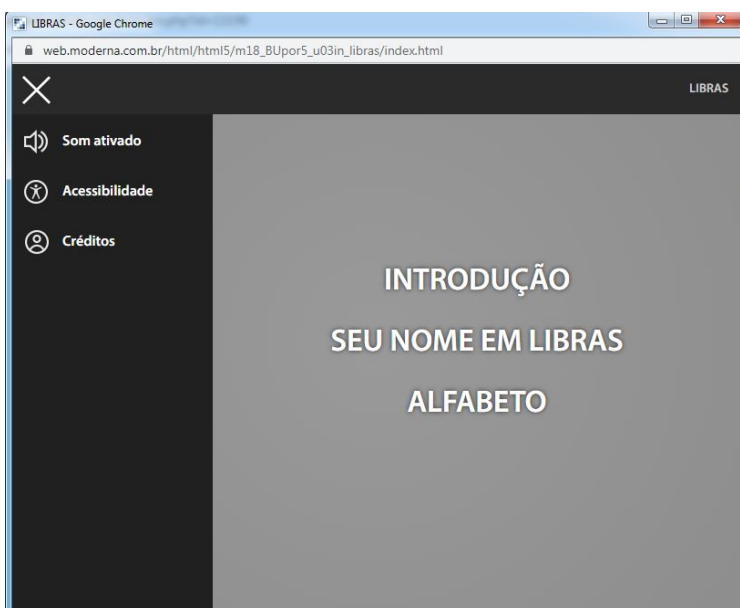 LIBRAS - Google Chrome
web.moderna.com.br/html/html5/m18_BUpor5_u03in_libras/index.html
LIBRAS
Som ativado
Acessibilidade
Créditos
INTRODUÇÃO
SEU NOME EM LIBRAS
ALFABETO